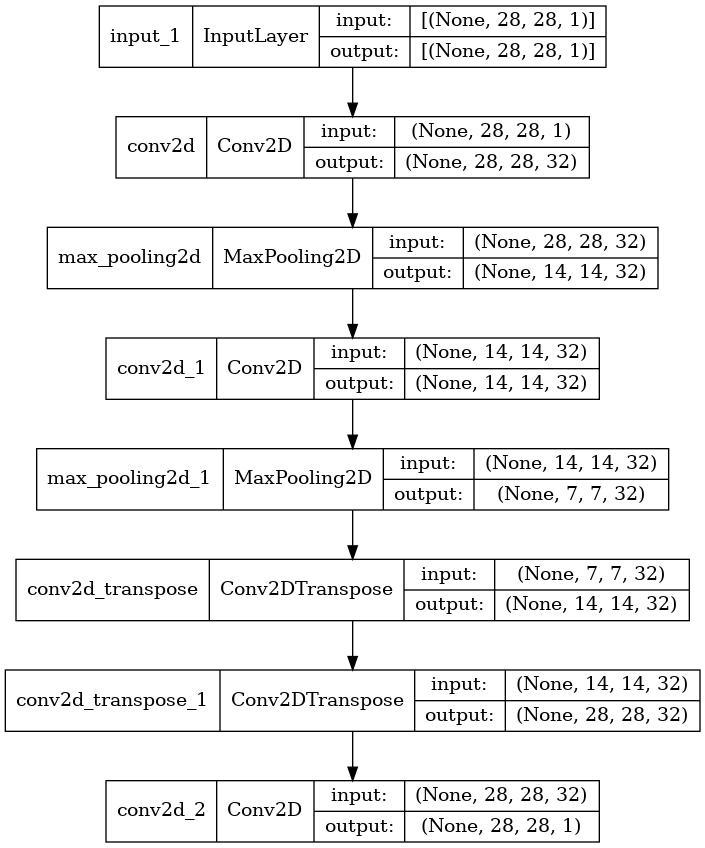 input_1 InputLayer input: [(None, 28, 28, 1)]
output: [(None, 28, 28, 1)]
conv2d Conv2D input: (None, 28, 28, 1)
output: (None, 28, 28, 32)
max_pooling2d MaxPooling2D input: (None, 28, 28, 32)
output: (None, 14, 14, 32)
conv2d_1 Conv2D input: (None, 14, 14, 32)
output: (None, 14, 14, 32)
max_pooling2d_1 MaxPooling2D input: (None, 14, 14, 32)
output: (None, 7, 7, 32)
conv2d_transpose Conv2DTranspose input: (None, 7, 7, 32)
output: (None, 14, 14, 32)
conv2d_transpose_1 Conv2DTranspose input: (None, 14, 14, 32)
output: (None, 28, 28, 32)
conv2d_2 Conv2D input: (None, 28, 28, 32)
output: (None, 28, 28, 1)